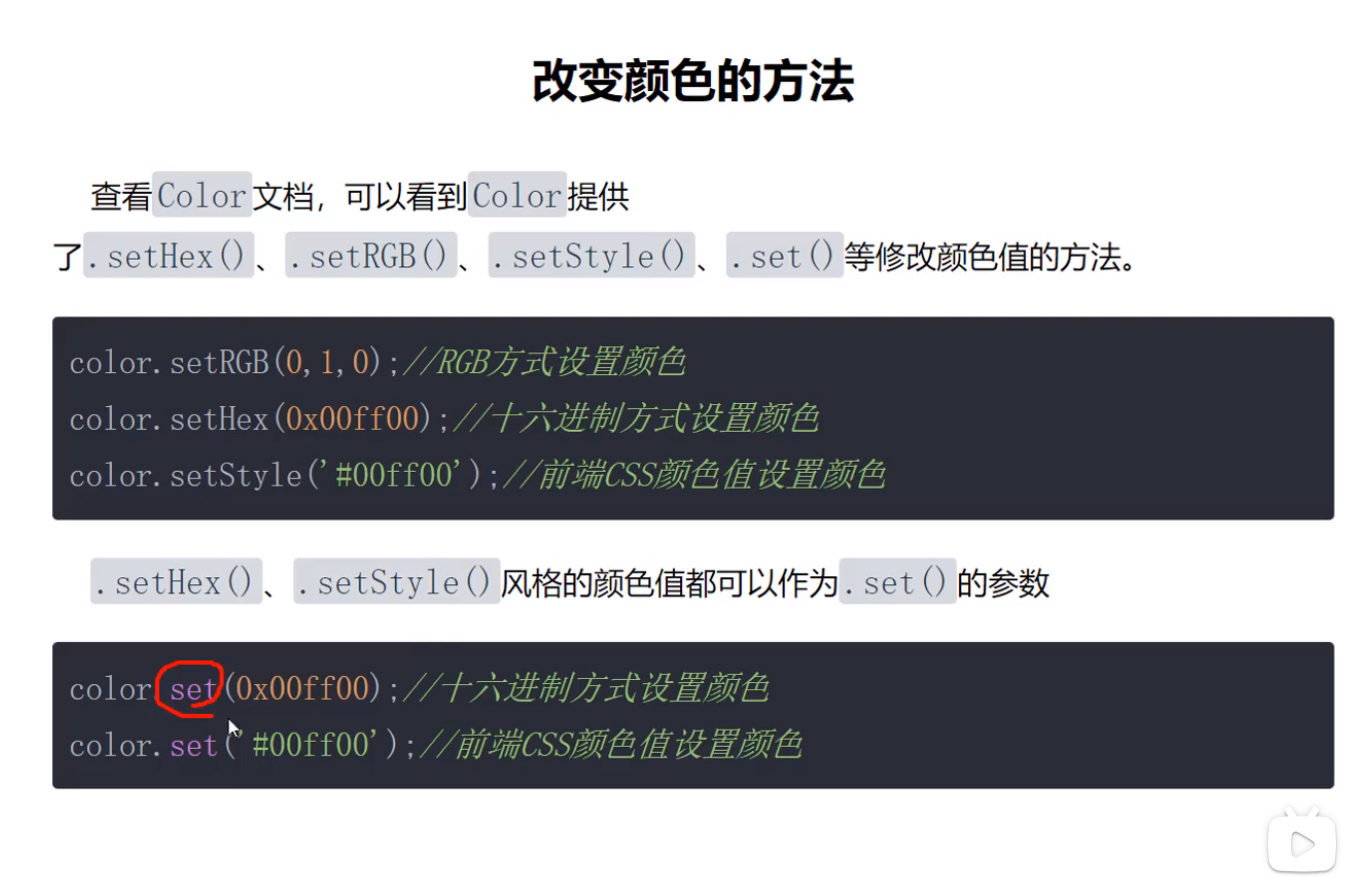 改变颜色的方法
查看Color文档，可以看到Color提供
了.setHex()、.setRGB()、.setStyle()、.set()等修改颜色值的方法。
color.setRGB(0,1,0);//RGB方式设置颜色
color.setHex(0x00ff00);//十六进制方式设置颜色
color.setStyle('#00ff00');//前端CSS颜色值设置颜色
.setHex()、.setStyle()风格的颜色值都可以作为.set()的参数
color.set(0x00ff00);//十六进制方式设置颜色
color.set('#00ff00');//前端CSS颜色值设置颜色